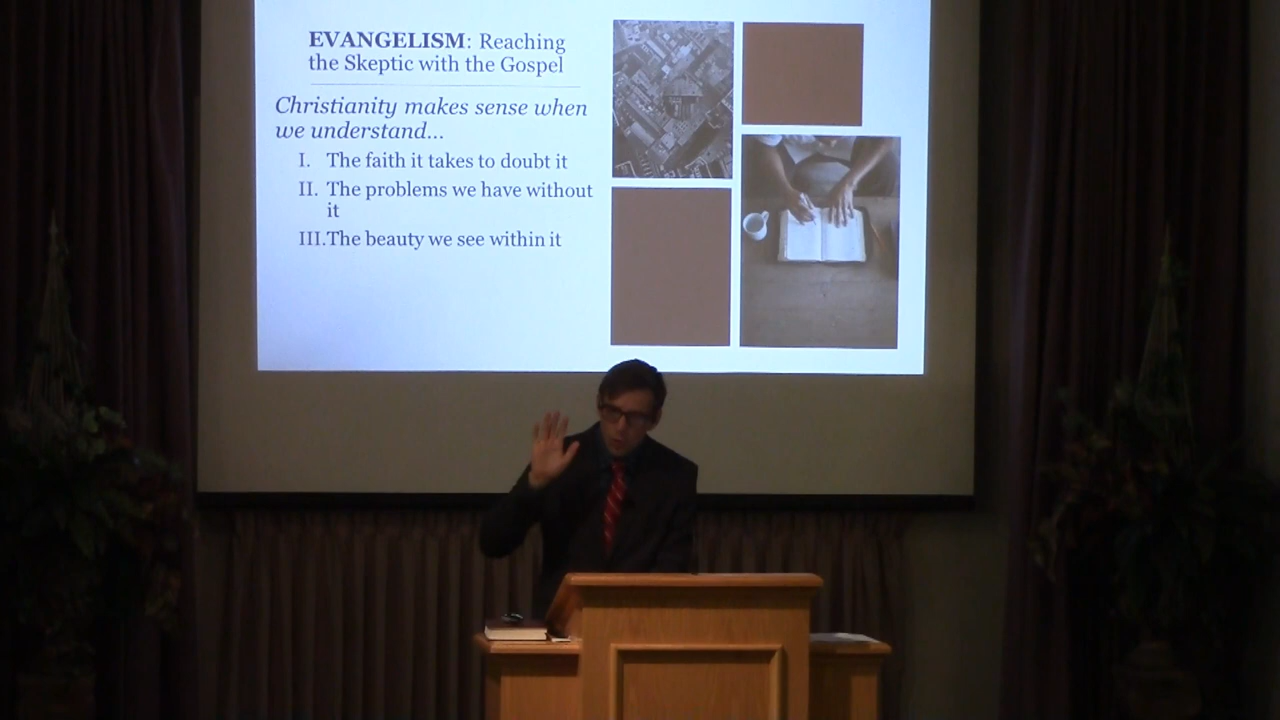 EVANGELISM: Reaching
the Skeptic with the Gospel
Christianity makes sense when
we understand...
I. The faith it takes to doubt it
II. The problems we have without
it
III.The beauty we see within it